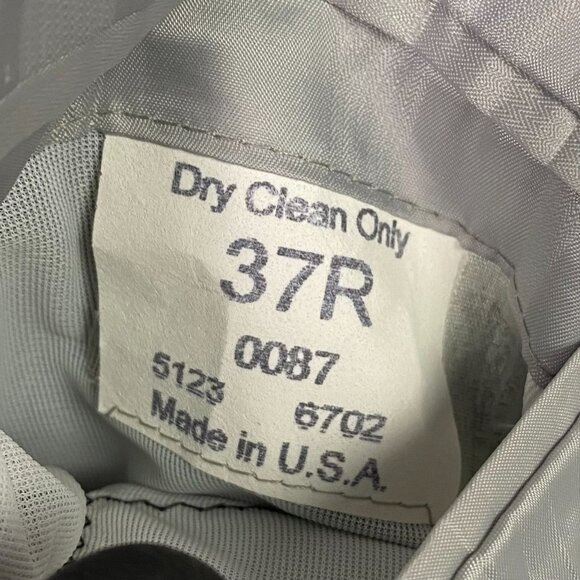 Dry Clean Only
37R
0087
5123 6702
Made in U.S.A.